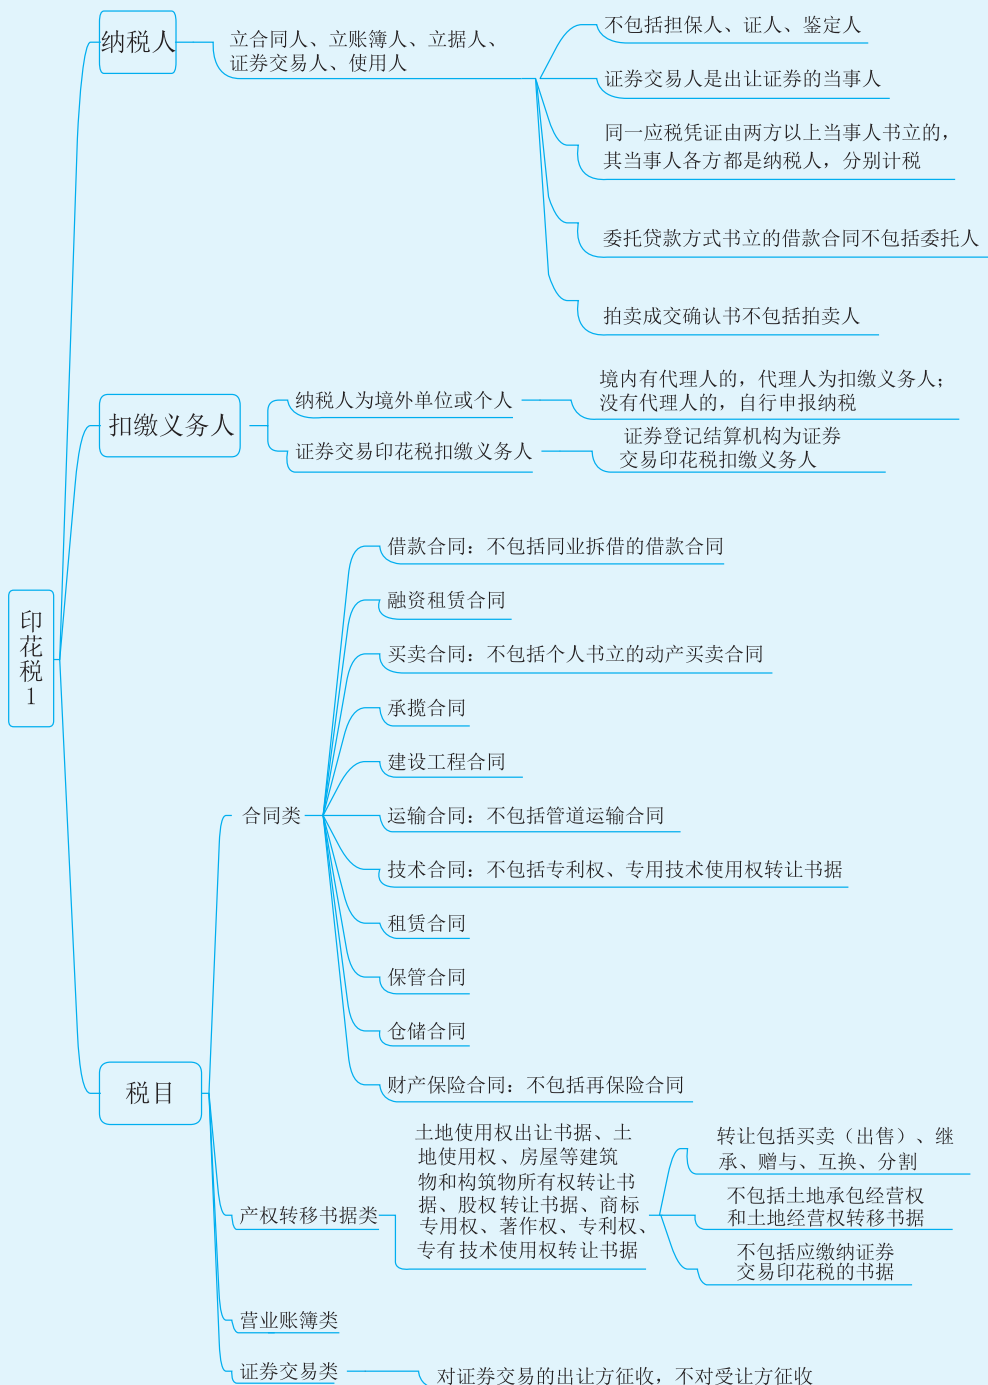 印花税1
纳税人
立合同人、立账簿人、立据人、
证券交易人、使用人
不包括担保人、证人、鉴定人
证券交易人是出让证券的当事人
同一应税凭证由两方以上当事人书立的，
其当事人各方都是纳税人，分别计税
委托贷款方式书立的借款合同不包括委托人
拍卖成交确认书不包括拍卖人
扣缴义务人
纳税人为境外单位或个人
境内有代理人的，代理人为扣缴义务人；
没有代理人的，自行申报纳税
证券交易印花税扣缴义务人
证券登记结算机构为证券
交易印花税扣缴义务人
税目
合同类
借款合同：不包括同业拆借的借款合同
融资租赁合同
买卖合同：不包括个人书立的动产买卖合同
承揽合同
建设工程合同
运输合同：不包括管道运输合同
技术合同：不包括专利权、专用技术使用权转让书据
租赁合同
保管合同
仓储合同
财产保险合同：不包括再保险合同
产权转移书据类
土地使用权出让书据、土
地使用权、房屋等建筑
物和构筑物所有权转让书
据、股权转让书据、商标
专用权、著作权、专利权、
专有技术使用权转让书据
转让包括买卖（出售）、继
承、赠与、互换、分割
不包括土地承包经营权
和土地经营权转移书据
不包括应缴纳证券
交易印花税的书据
营业账簿类
证券交易类
对证券交易的出让方征收，不对受让方征收